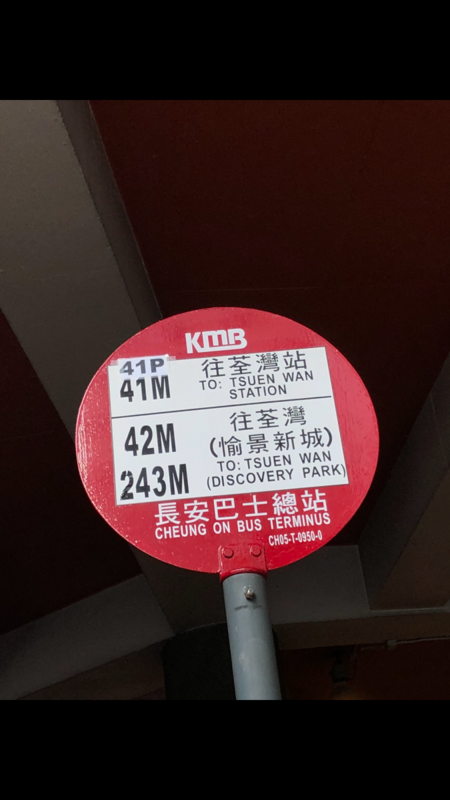 KMB
41P
41M
往荃灣站
TO: TSUEN WAN
STATION
42M
243M
往荃灣
(愉景新城)
TO: TSUEN WAN
(DISCOVERY PARK)
長安巴士總站
CHEUNG ON BUS TERMINUS
CH05-T-0950-0